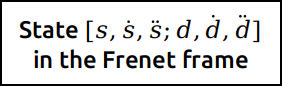 State [s, ṡ, s̈; d, ḋ, d̈]
in the Frenet frame